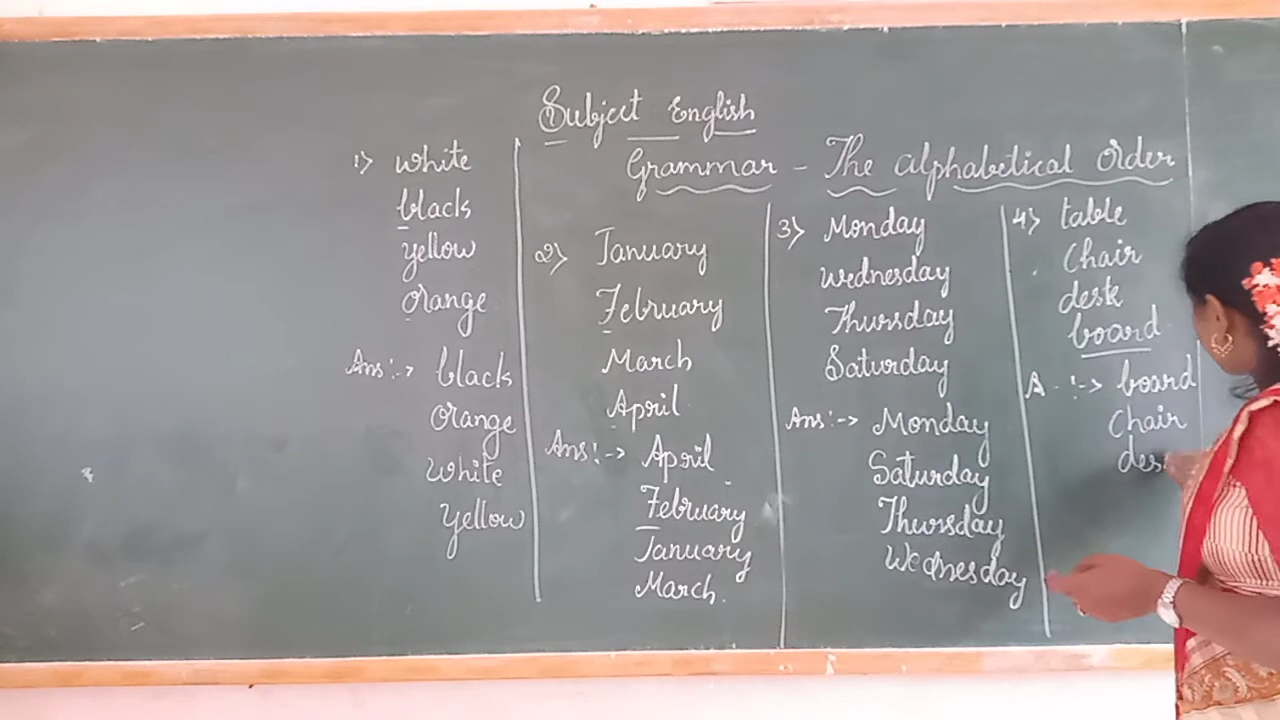 Subject English
Grammar - The alphabetical Order
1) white
black
yellow
Orange
Ans:-> black
Orange
white
yellow
2) January
February
March
April
Ans:-> April
February
January
March.
3) Monday
Wednesday
Thursday
Saturday
Ans:-> Monday
Saturday
Thursday
Wednesday
4) table
Chair
desk
board
A :-> board
Chair
des